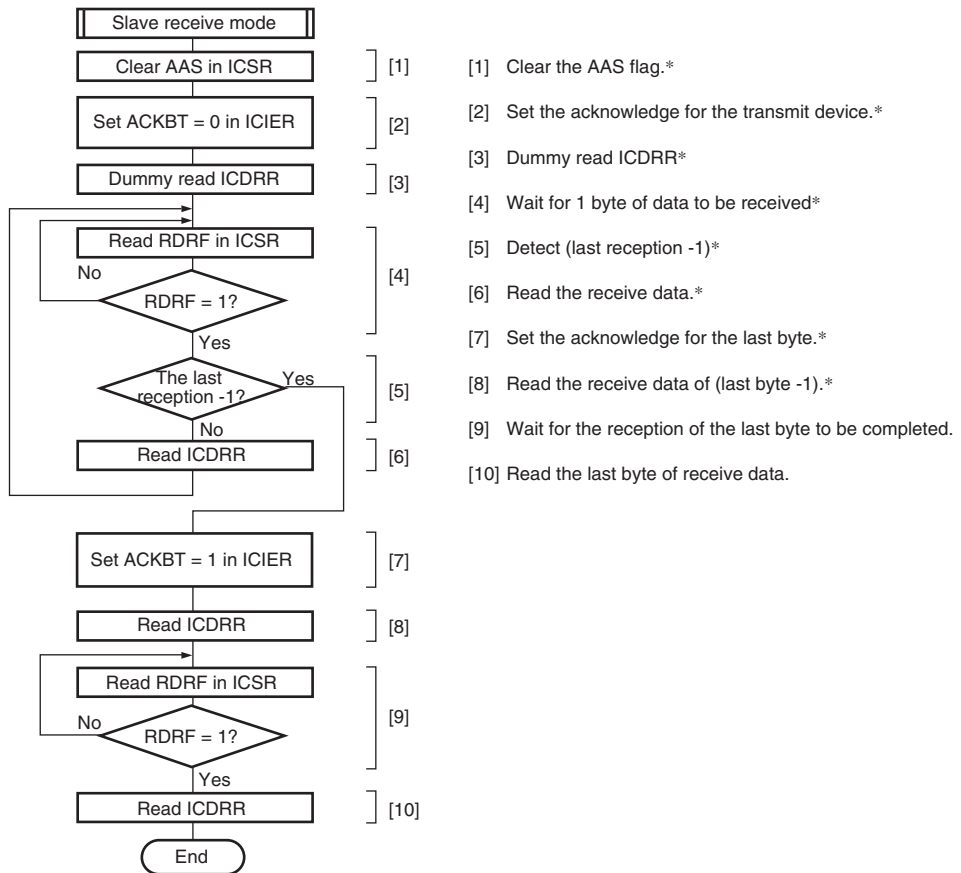 Slave receive mode
Clear AAS in ICSR
[1]
Set ACKBT = 0 in ICIER
[2]
Dummy read ICDRR
[3]
Read RDRF in ICSR
No
[4]
RDRF = 1?
Yes
The last
reception -1?
Yes
[5]
No
Read ICDRR
[6]
Set ACKBT = 1 in ICIER
[7]
Read ICDRR
[8]
Read RDRF in ICSR
No
[9]
RDRF = 1?
Yes
Read ICDRR
[10]
End
[1] Clear the AAS flag.*
[2] Set the acknowledge for the transmit device.*
[3] Dummy read ICDRR*
[4] Wait for 1 byte of data to be received*
[5] Detect (last reception -1)*
[6] Read the receive data.*
[7] Set the acknowledge for the last byte.*
[8] Read the receive data of (last byte -1).*
[9] Wait for the reception of the last byte to be completed.
[10] Read the last byte of receive data.